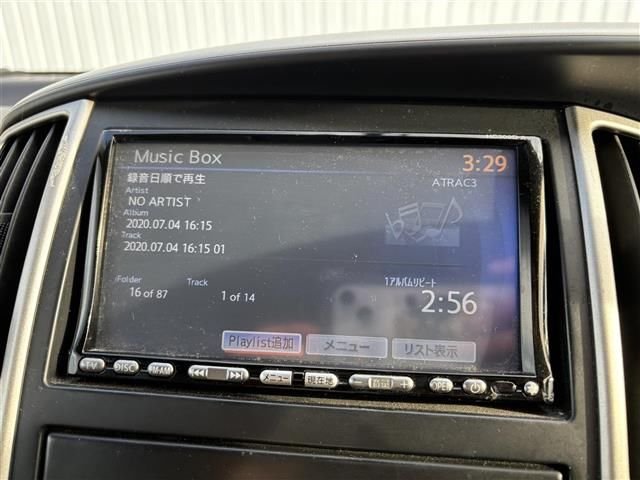 Music Box
3:29
録音日順で再生
ATRAC3
Artist
NO ARTIST
Album
2020.07.04 16:15
Track
2020.07.04 16:15 01
Folder
Track
1アルバムリピート
16 of 87
1 of 14
2:56
Playlist追加
メニュー
リスト表示
TV
DISC
FM·AM
メニュー
現在地
− 音量 +
OPEN